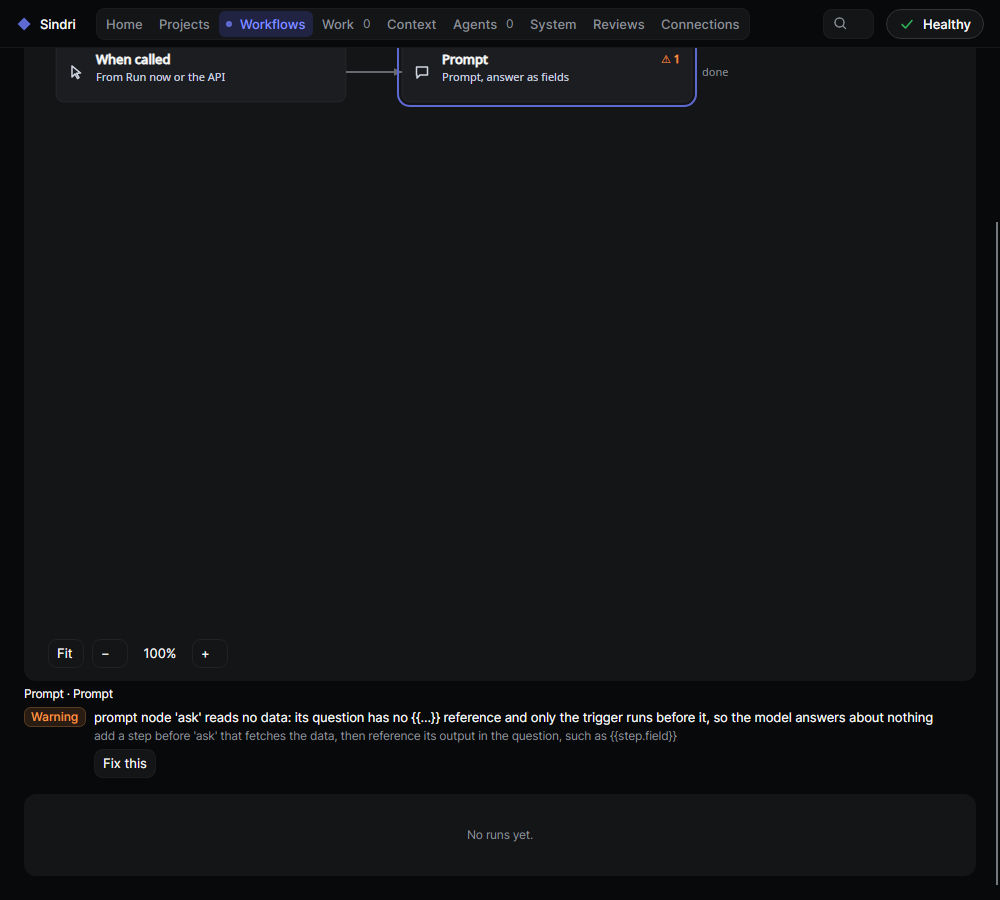 Sindri
Home Projects Workflows Work 0 Context Agents 0 System Reviews Connections
Healthy
When called
From Run now or the API
Prompt
⚠ 1
Prompt, answer as fields
done
Fit − 100% +
Prompt · Prompt
Warning prompt node 'ask' reads no data: its question has no {{...}} reference and only the trigger runs before it, so the model answers about nothing
add a step before 'ask' that fetches the data, then reference its output in the question, such as {{step.field}}
Fix this
No runs yet.